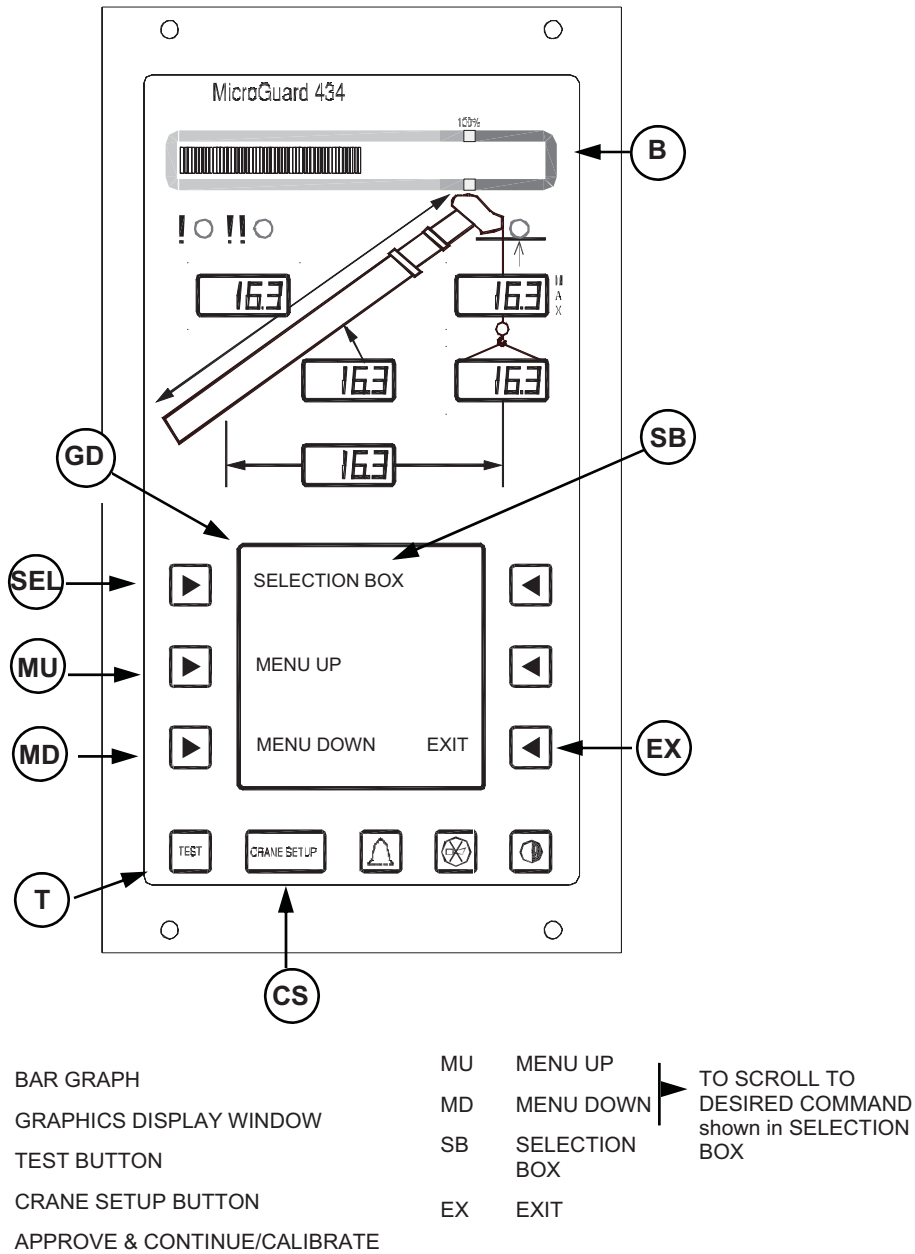 MicroGuard 434
100%
B
! !!
16.3
16.3
M
A
X
16.3
16.3
16.3
GD
SB
SEL
SELECTION BOX
MU
MENU UP
MD
MENU DOWN EXIT
EX
TEST
CRANE SETUP
T
CS
BAR GRAPH
GRAPHICS DISPLAY WINDOW
TEST BUTTON
CRANE SETUP BUTTON
APPROVE & CONTINUE/CALIBRATE
MU MENU UP
MD MENU DOWN
SB SELECTION
BOX
EX EXIT
TO SCROLL TO
DESIRED COMMAND
shown in SELECTION
BOX